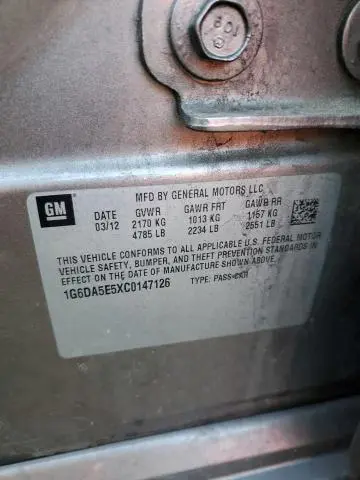 10.9
MFD BY GENERAL MOTORS LLC
GM
DATE GVWR GAWR FRT GAWR RR
03/12 2170 KG 1013 KG 1157 KG
4785 LB 2234 LB 2551 LB
THIS VEHICLE CONFORMS TO ALL APPLICABLE U.S. FEDERAL MOTOR
VEHICLE SAFETY, BUMPER, AND THEFT PREVENTION STANDARDS IN
EFFECT ON THE DATE OF MANUFACTURE SHOWN ABOVE.
1G6DA5E5XC0147126 TYPE: PASS CAR